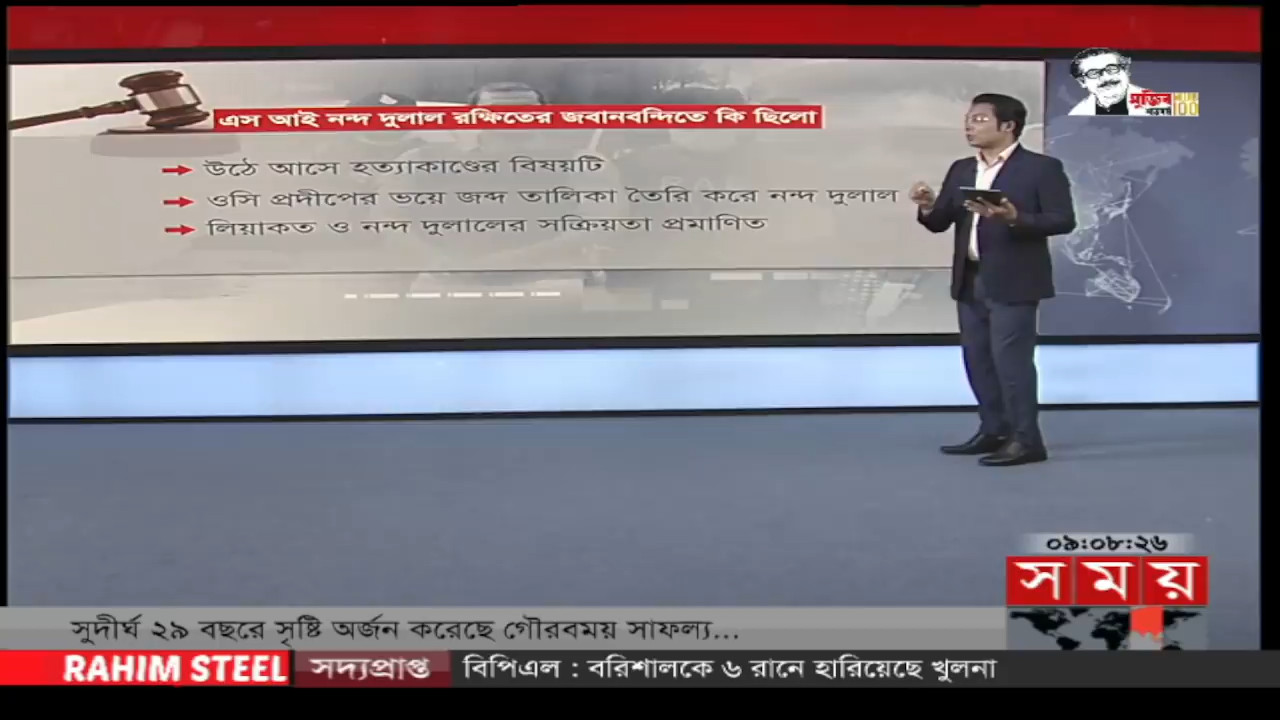 এস আই নন্দ দুলাল রক্ষিতের জবানবন্দিতে কি ছিলো
উঠে আসে হত্যাকাণ্ডের বিষয়টি
ওসি প্রদীপের ভয়ে জব্দ তালিকা তৈরি করে নন্দ দুলাল
লিয়াকত ও নন্দ দুলালের সক্রিয়তা প্রমাণিত
মুজিব
100
০৯:০৮:২৬
সময়
সুদীর্ঘ ২৯ বছরে সৃষ্টি অর্জন করেছে গৌরবময় সাফল্য...
RAHIM STEEL সদ্যপ্রাপ্ত বিপিএল : বরিশালকে ৬ রানে হারিয়েছে খুলনা